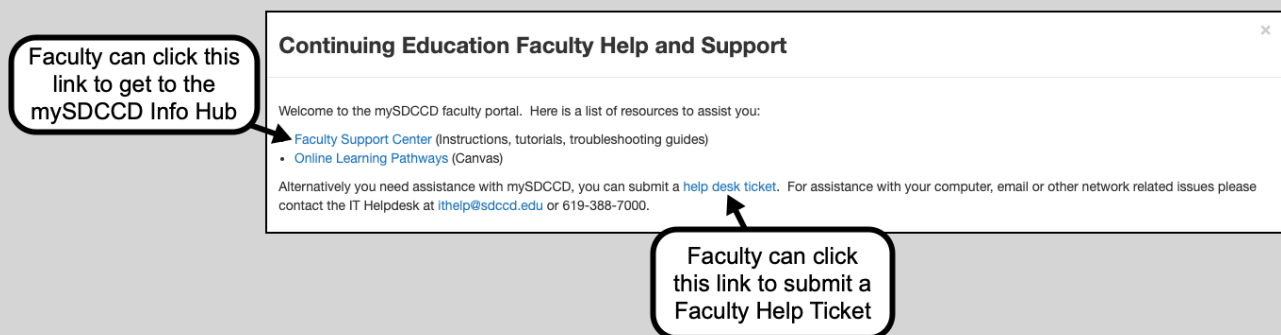 Continuing Education Faculty Help and Support
×
Faculty can click this
link to get to the
mySDCCD Info Hub
Welcome to the mySDCCD faculty portal.  Here is a list of resources to assist you:
Faculty Support Center (Instructions, tutorials, troubleshooting guides)
• Online Learning Pathways (Canvas)
Alternatively you need assistance with mySDCCD, you can submit a help desk ticket.  For assistance with your computer, email or other network related issues please
contact the IT Helpdesk at ithelp@sdccd.edu or 619-388-7000.
Faculty can click
this link to submit a
Faculty Help Ticket